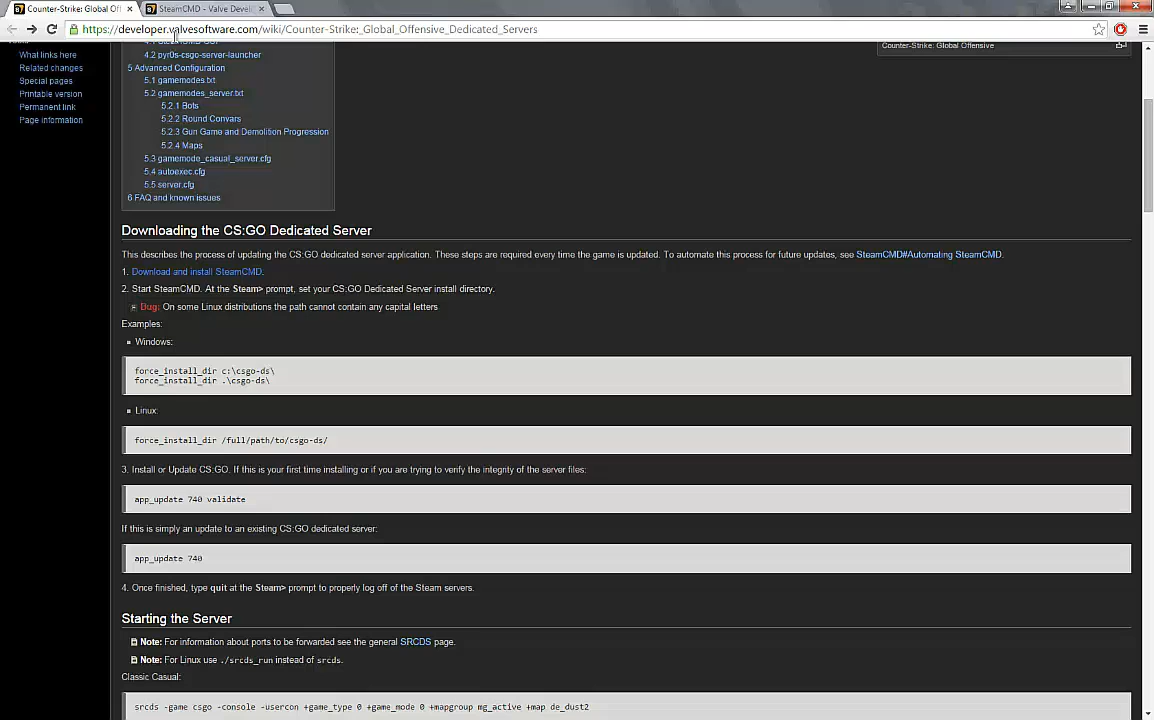 Counter-Strike: Global Off
SteamCMD - Valve Devel
https://developer.valvesoftware.com/wiki/Counter-Strike:_Global_Offensive_Dedicated_Servers
What links here
Related changes
Special pages
Printable version
Permanent link
Page information
Counter-Strike: Global Offensive
4.2 pyr0s-csgo-server-launcher
5 Advanced Configuration
5.1 gamemodes.txt
5.2 gamemodes_server.txt
5.2.1 Bots
5.2.2 Round Convars
5.2.3 Gun Game and Demolition Progression
5.2.4 Maps
5.3 gamemode_casual_server.cfg
5.4 autoexec.cfg
5.5 server.cfg
6 FAQ and known issues
Downloading the CS:GO Dedicated Server
This describes the process of updating the CS:GO dedicated server application. These steps are required every time the game is updated. To automate this process for future updates, see SteamCMD#Automating SteamCMD.
1. Download and install SteamCMD.
2. Start SteamCMD. At the Steam> prompt, set your CS:GO Dedicated Server install directory.
Bug: On some Linux distributions the path cannot contain any capital letters
Examples:
Windows:
force_install_dir c:\csgo-ds\
force_install_dir .\csgo-ds\
Linux:
force_install_dir /full/path/to/csgo-ds/
3. Install or Update CS:GO. If this is your first time installing or if you are trying to verify the integrity of the server files:
app_update 740 validate
If this is simply an update to an existing CS:GO dedicated server:
app_update 740
4. Once finished, type quit at the Steam> prompt to properly log off of the Steam servers.
Starting the Server
Note: For information about ports to be forwarded see the general SRCDS page.
Note: For Linux use ./srcds_run instead of srcds.
Classic Casual:
srcds -game csgo -console -usercon +game_type 0 +game_mode 0 +mapgroup mg_active +map de_dust2